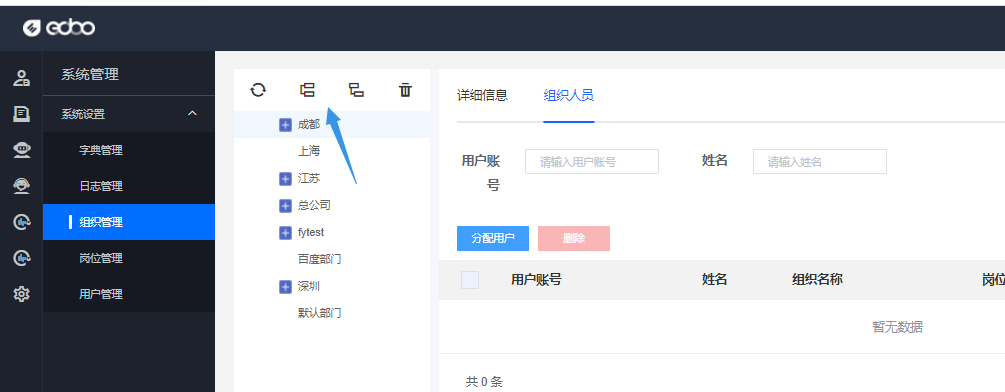 edoo
系统管理
系统设置
字典管理
日志管理
组织管理
岗位管理
用户管理
成都
上海
江苏
总公司
fytest
百度部门
深圳
默认部门
详细信息 组织人员
用户账号 请输入用户账号 姓名 请输入姓名
分配用户 删除
用户账号 姓名 组织名称 岗位
暂无数据
共 0 条